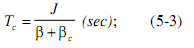 T_c = J / (β + β_c) (sec); (5-3)